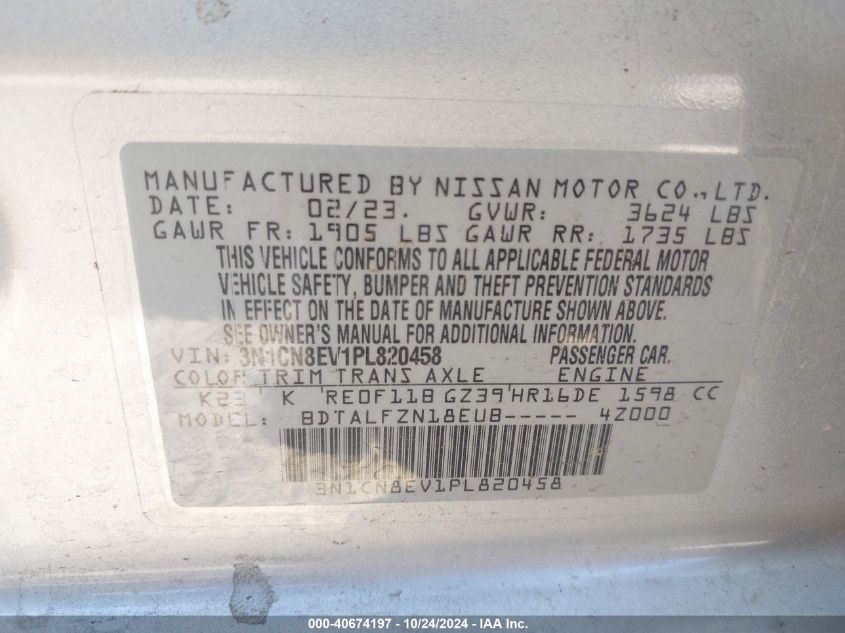 MANUFACTURED BY NISSAN MOTOR CO., LTD.
DATE: 02/23. GVWR: 3624 LBS
GAWR FR: 1905 LBS GAWR RR: 1735 LBS
THIS VEHICLE CONFORMS TO ALL APPLICABLE FEDERAL MOTOR
VEHICLE SAFETY, BUMPER AND THEFT PREVENTION STANDARDS
IN EFFECT ON THE DATE OF MANUFACTURE SHOWN ABOVE.
SEE OWNER'S MANUAL FOR ADDITIONAL INFORMATION.
VIN: 3N1CN8EV1PL820458 PASSENGER CAR.
COLOR TRIM TRANS AXLE ENGINE
K23 K RE0F11B GZ39 HR16DE 1598 CC
MODEL: BDTALFZN18EUB----- 4Z000
3N1CN8EV1PL820458
000-40674197 - 10/24/2024 - IAA Inc.